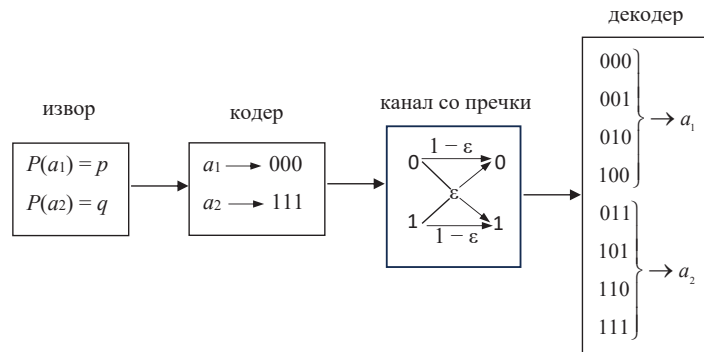 извор
P(a1) = p
P(a2) = q
кодер
a1 → 000
a2 → 111
канал со пречки
1 – ε
0 0
ε
1 1
1 – ε
декодер
000
001
010
100
→ a1
011
101
110
111
→ a2